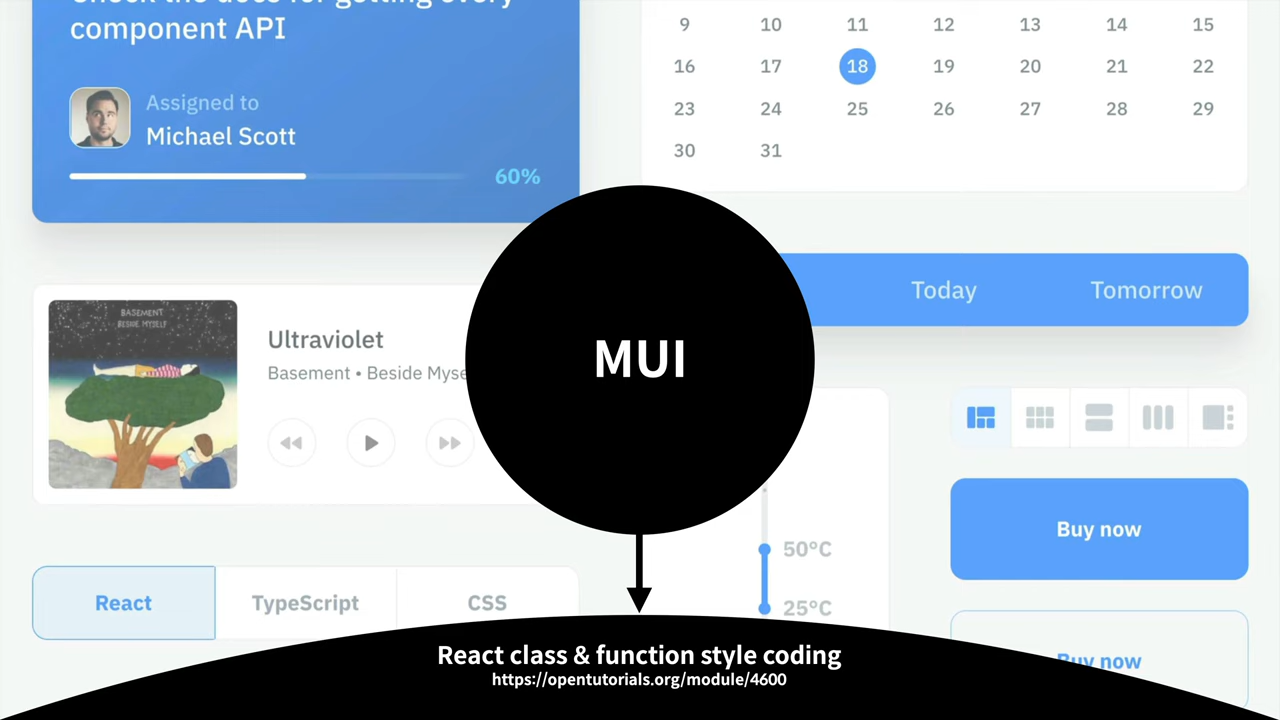 component API
Assigned to
Michael Scott
60%
9 10 11 12 13 14 15
16 17 18 19 20 21 22
23 24 25 26 27 28 29
30 31
Today Tomorrow
BASEMENT
BESIDE MYSELF
Ultraviolet
Basement • Beside Myse
MUI
50°C
25°C
Buy now
React TypeScript CSS
Buy now
React class & function style coding
https://opentutorials.org/module/4600